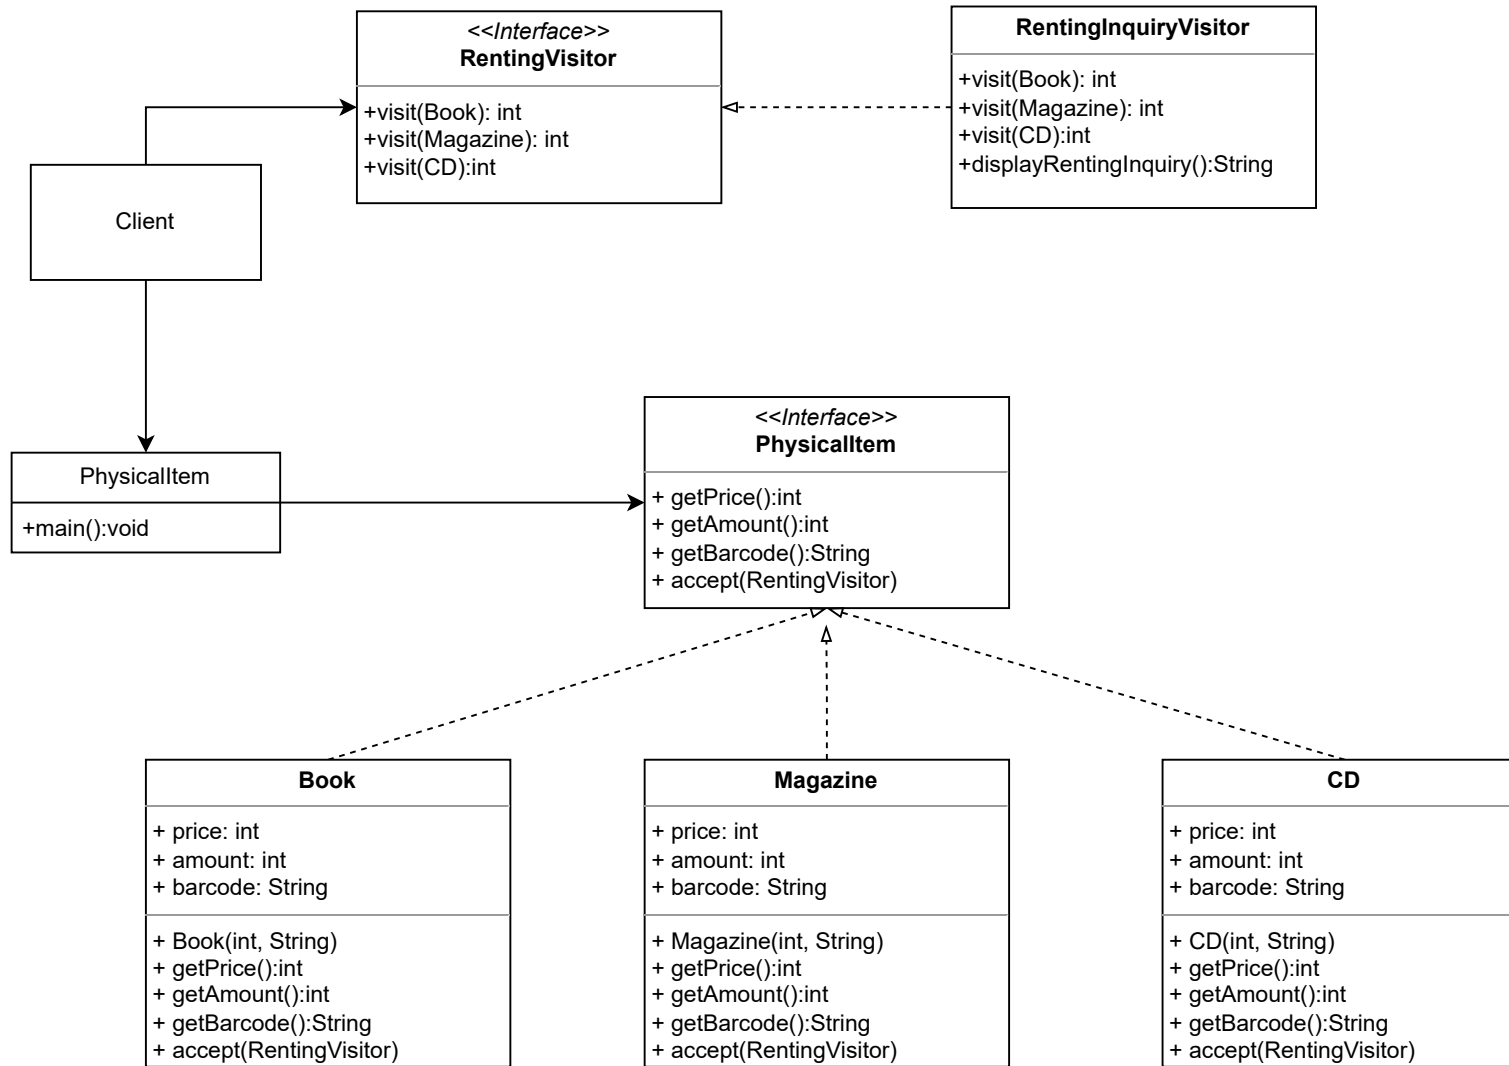 <<Interface>>
RentingVisitor
+visit(Book): int
+visit(Magazine): int
+visit(CD):int
RentingInquiryVisitor
+visit(Book): int
+visit(Magazine): int
+visit(CD):int
+displayRentingInquiry():String
Client
PhysicalItem
+main():void
<<Interface>>
PhysicalItem
+ getPrice():int
+ getAmount():int
+ getBarcode():String
+ accept(RentingVisitor)
Book
+ price: int
+ amount: int
+ barcode: String
+ Book(int, String)
+ getPrice():int
+ getAmount():int
+ getBarcode():String
+ accept(RentingVisitor)
Magazine
+ price: int
+ amount: int
+ barcode: String
+ Magazine(int, String)
+ getPrice():int
+ getAmount():int
+ getBarcode():String
+ accept(RentingVisitor)
CD
+ price: int
+ amount: int
+ barcode: String
+ CD(int, String)
+ getPrice():int
+ getAmount():int
+ getBarcode():String
+ accept(RentingVisitor)